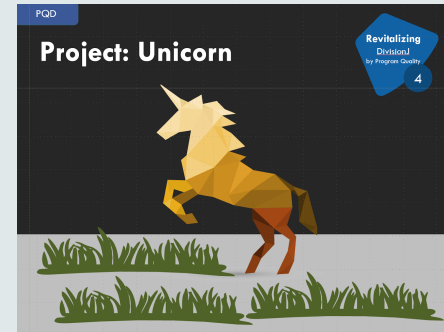 PQD
Project: Unicorn
Revitalizing
DivisionJ
by Program Quality
4